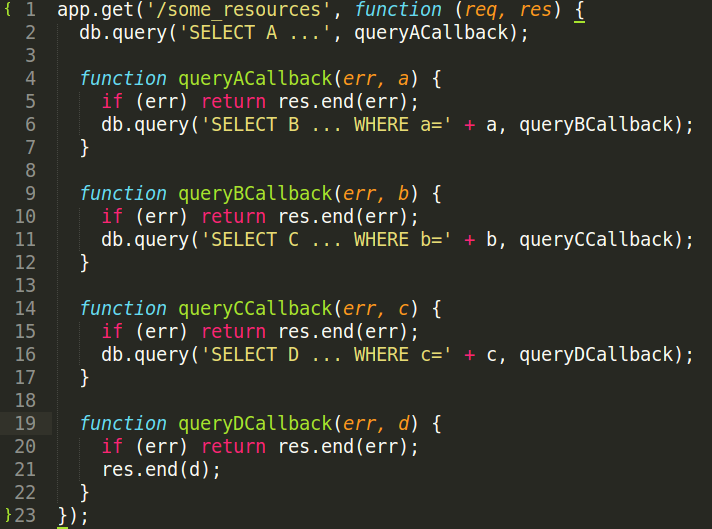 { 1 app.get('/some_resources', function (req, res) {
2   db.query('SELECT A ...', queryACallback);
3
4   function queryACallback(err, a) {
5     if (err) return res.end(err);
6     db.query('SELECT B ... WHERE a=' + a, queryBCallback);
7   }
8
9   function queryBCallback(err, b) {
10     if (err) return res.end(err);
11     db.query('SELECT C ... WHERE b=' + b, queryCCallback);
12   }
13
14   function queryCCallback(err, c) {
15     if (err) return res.end(err);
16     db.query('SELECT D ... WHERE c=' + c, queryDCallback);
17   }
18
19   function queryDCallback(err, d) {
20     if (err) return res.end(err);
21     res.end(d);
22   }
}23 });